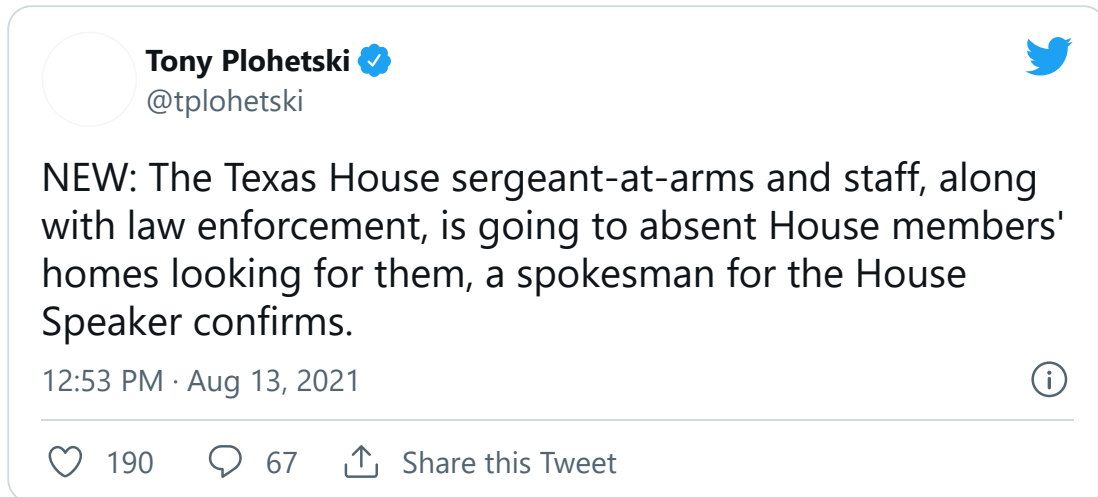 Tony Plohetski
@tplohetski
NEW: The Texas House sergeant-at-arms and staff, along
with law enforcement, is going to absent House members'
homes looking for them, a spokesman for the House
Speaker confirms.
12:53 PM · Aug 13, 2021
190 67 Share this Tweet